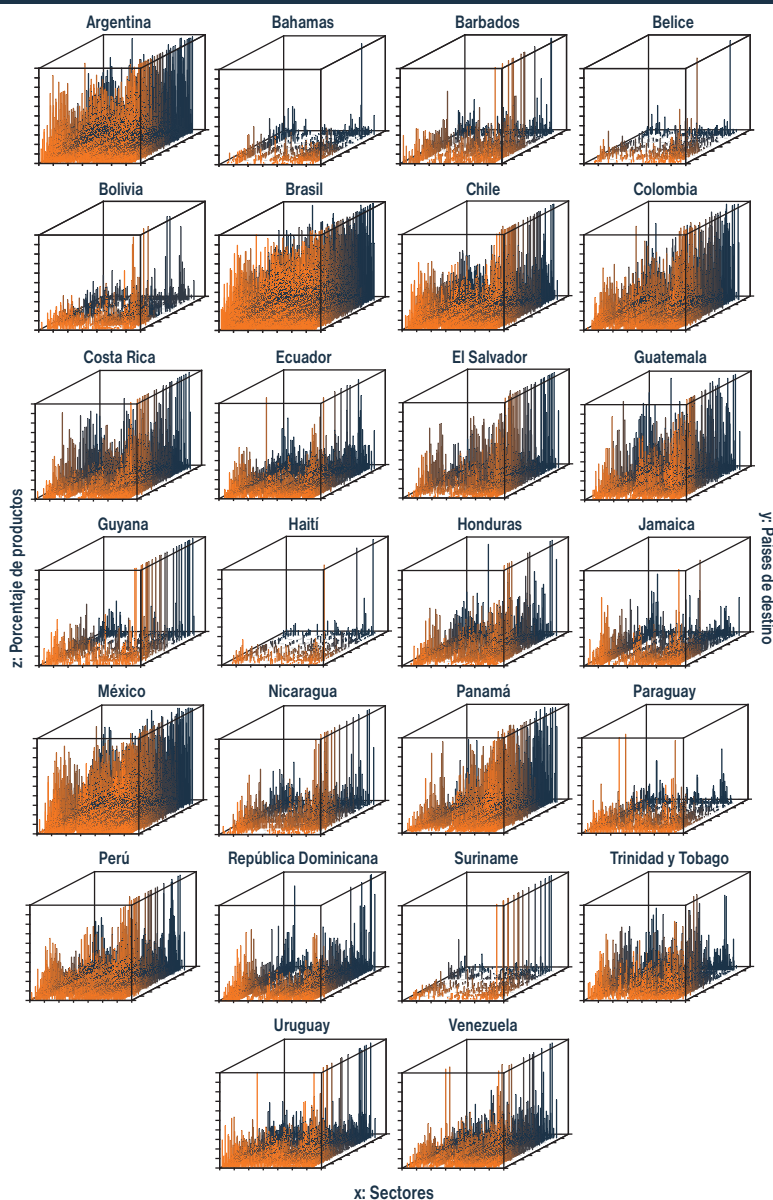 Argentina
Bahamas
Barbados
Belice
Bolivia
Brasil
Chile
Colombia
Costa Rica
Ecuador
El Salvador
Guatemala
Guyana
Haití
Honduras
Jamaica
México
Nicaragua
Panamá
Paraguay
Perú
República Dominicana
Suriname
Trinidad y Tobago
Uruguay
Venezuela
z: Porcentaje de productos
y: Países de destino
x: Sectores